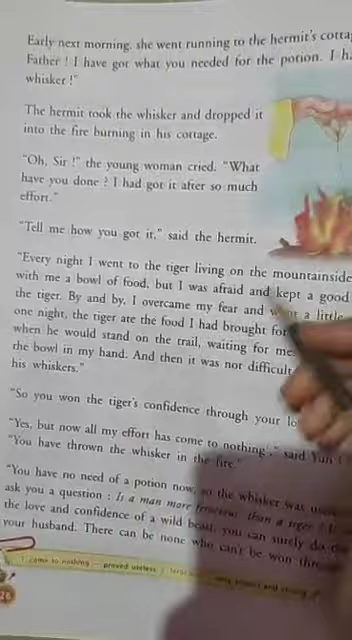 Early next morning, she went running to the hermit's
Father ! I have got what you needed for the potion. I
whisker !"
The hermit took the whisker and dropped it
into the fire burning in his cottage.
"Oh, Sir !" the young woman cried. "What
have you done ? I had got it after so much
effort."
"Tell me how you got it," said the hermit.
"Every night I went to the tiger living on the mountainside
with me a bowl of food, but I was afraid and kept a good
the tiger. By and by, I overcame my fear and a little
one night, the tiger ate the food I had brought
when he would stand on the trail, waiting for
the bowl in my hand. And then it was not difficult
his whiskers."
"So you won the tiger's confidence through your
"Yes, but now all my effort has come to nothing !" said Yun
"You have thrown the whisker in the fire."
"You have no need of a potion now, so the whisker was
ask you a question : Is a man more ferocious than a tiger ?
the love and confidence of a wild beast, you can surely do
your husband. There can be none who can't be won
come to nothing – proved useless